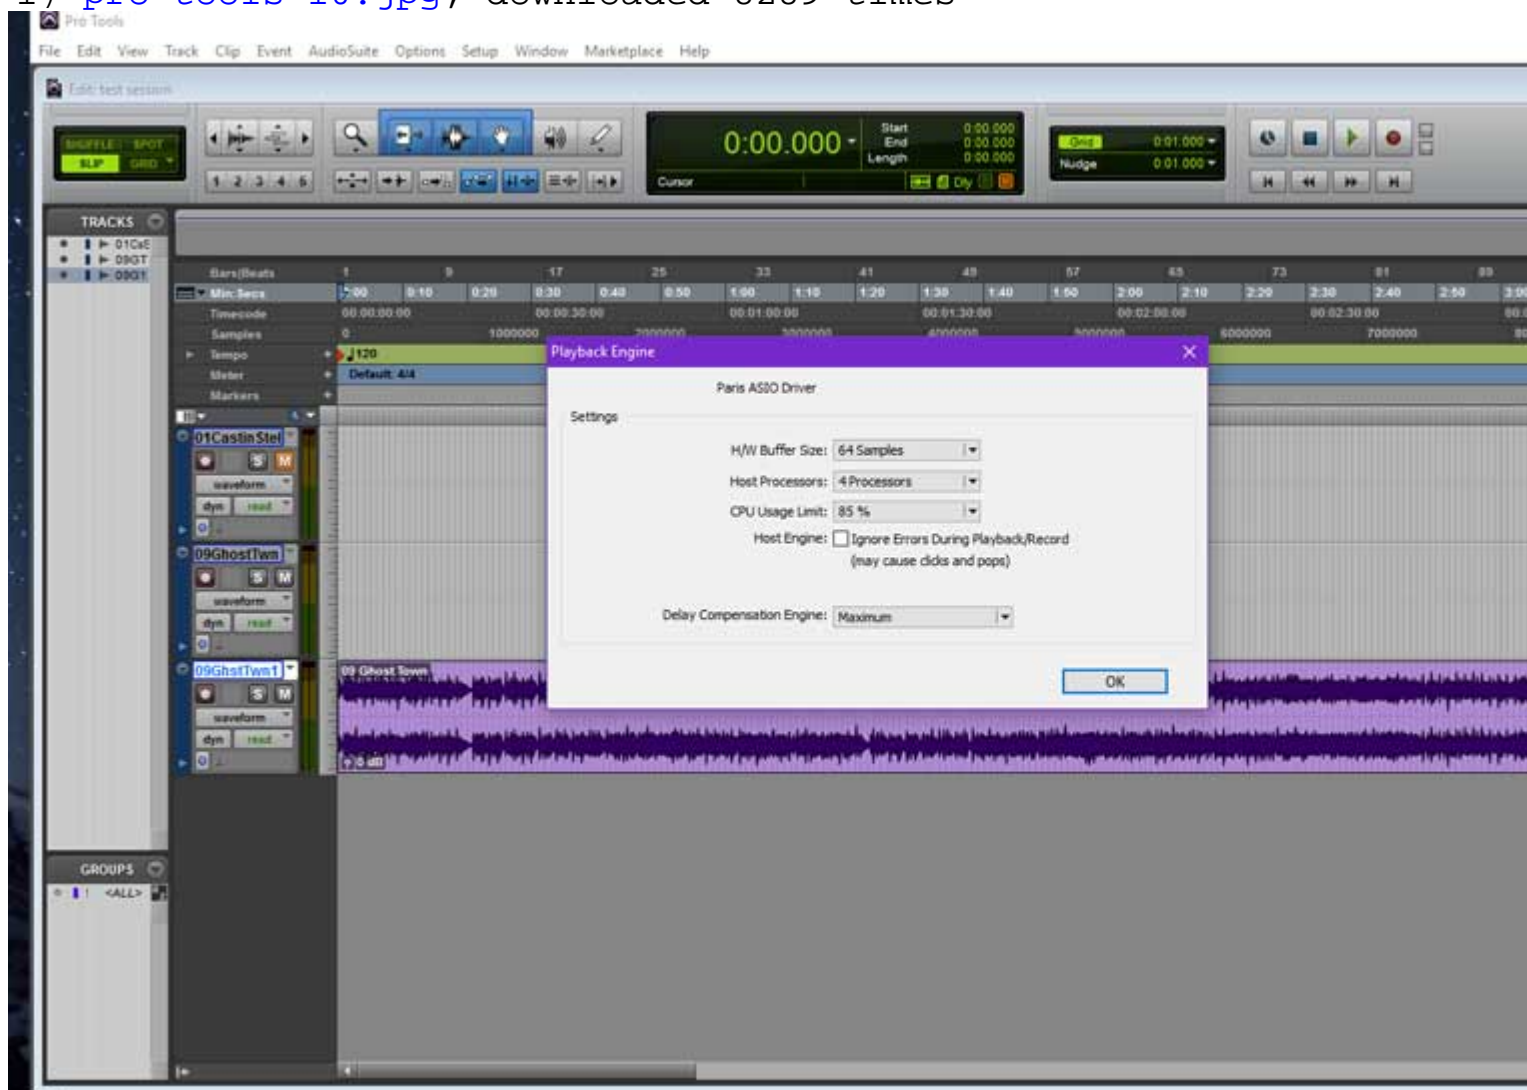 Pro Tools
File Edit View Track Clip Event AudioSuite Options Setup Window Marketplace Help
Edit: test session
SHUFFLE SPOT
SLIP GRID
1 2 3 4 5
0:00.000
Start 0:00.000
End 0:00.000
Length 0:00.000
Cursor
Dly
Grid 0:01.000
Nudge 0:01.000
TRACKS
01CsS
09GT
09G1
Bars|Beats 1 9 17 25 33 41 49 57 65 73 81 89
Min:Secs 0:00 0:10 0:20 0:30 0:40 0:50 1:00 1:10 1:20 1:30 1:40 1:50 2:00 2:10 2:20 2:30 2:40 2:50 3:00
Timecode 00:00:00:00 00:00:30:00 00:01:00:00 00:01:30:00 00:02:00:00 00:02:30:00
Samples 0 1000000 2000000 3000000 4000000 5000000 6000000 7000000
Tempo 120
Meter Default: 4/4
Markers
Playback Engine
Paris ASIO Driver
Settings
H/W Buffer Size: 64 Samples
Host Processors: 4 Processors
CPU Usage Limit: 85 %
Host Engine: Ignore Errors During Playback/Record
(may cause clicks and pops)
Delay Compensation Engine: Maximum
OK
01CastinStel
S M
waveform
dyn read
09GhostTwn
S M
waveform
dyn read
09GhstTwn1
S M
waveform
dyn read
09 Ghost Town
0 dB
GROUPS
! <ALL>